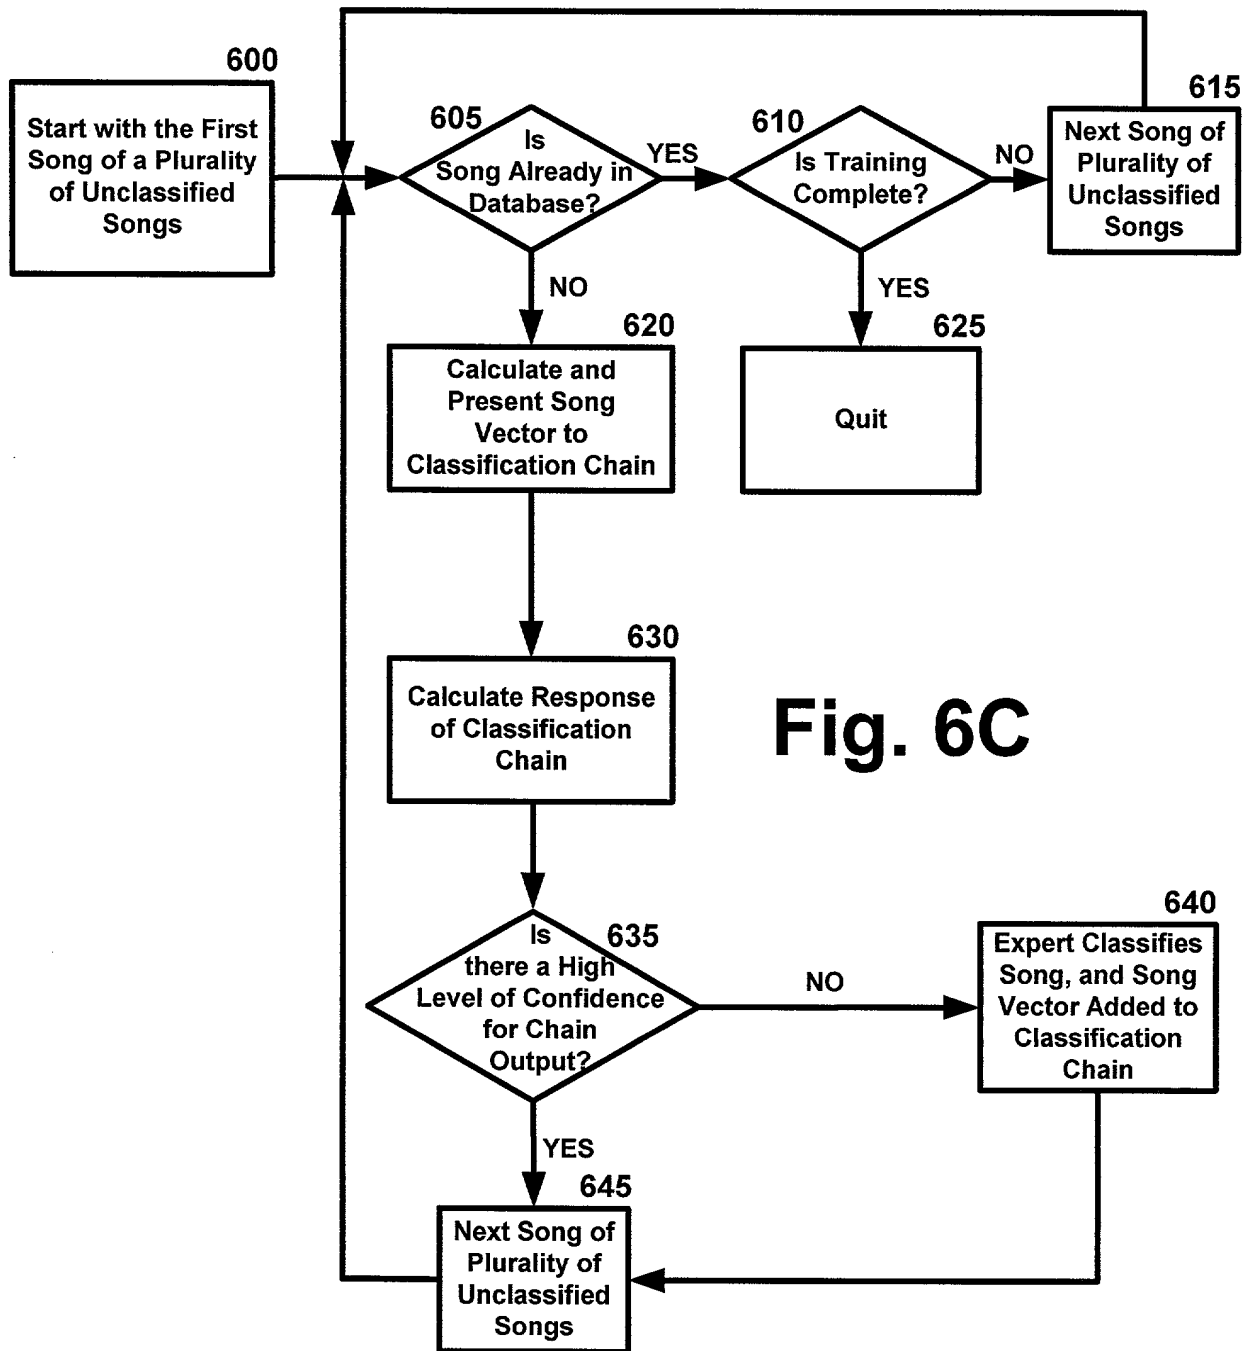 600
Start with the First
Song of a Plurality
of Unclassified
Songs
605
Is
Song Already in
Database?
YES
610
Is Training
Complete?
NO
615
Next Song of
Plurality of
Unclassified
Songs
NO
YES
620
Calculate and
Present Song
Vector to
Classification Chain
625
Quit
630
Calculate Response
of Classification
Chain
Fig. 6C
635
Is
there a High
Level of Confidence
for Chain
Output?
NO
640
Expert Classifies
Song, and Song
Vector Added to
Classification
Chain
YES
645
Next Song of
Plurality of
Unclassified
Songs